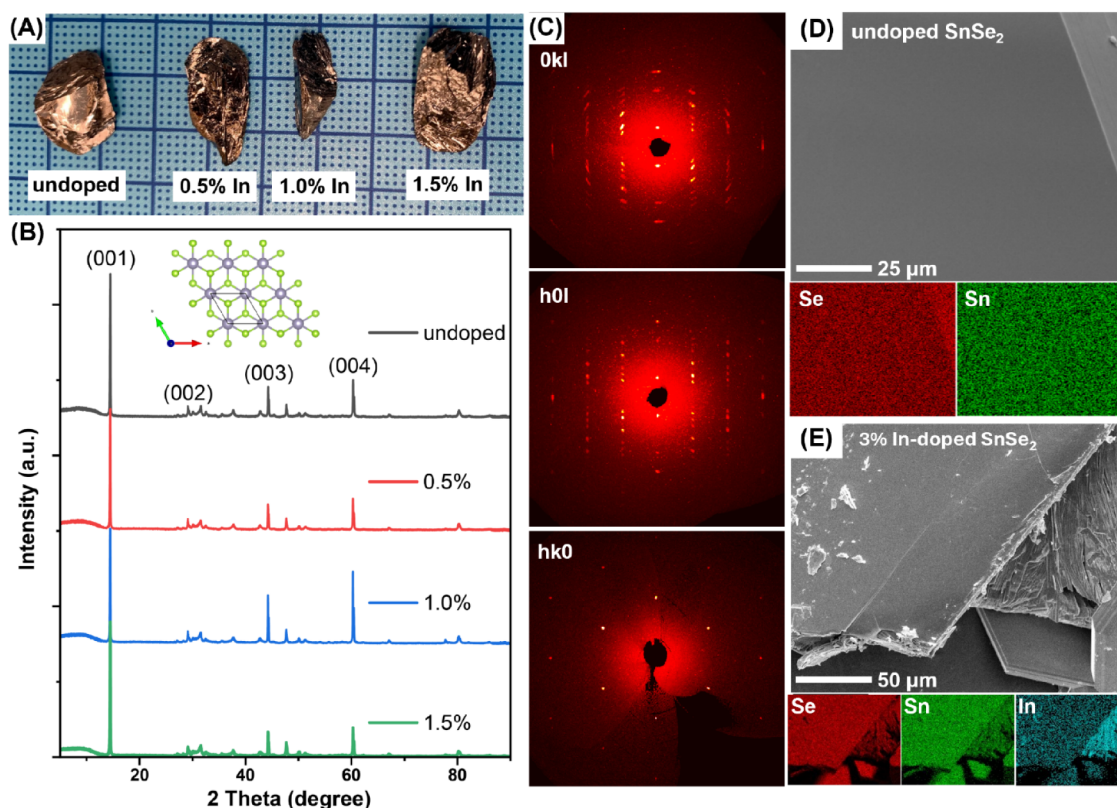 (A)
undoped
0.5% In
1.0% In
1.5% In
(B)
(001)
(002)
(003)
(004)
undoped
0.5%
1.0%
1.5%
Intensity (a.u.)
20
40
60
80
2 Theta (degree)
(C)
0kl
h0l
hk0
(D)
undoped SnSe₂
25 μm
Se
Sn
(E)
3% In-doped SnSe₂
50 μm
Se
Sn
In